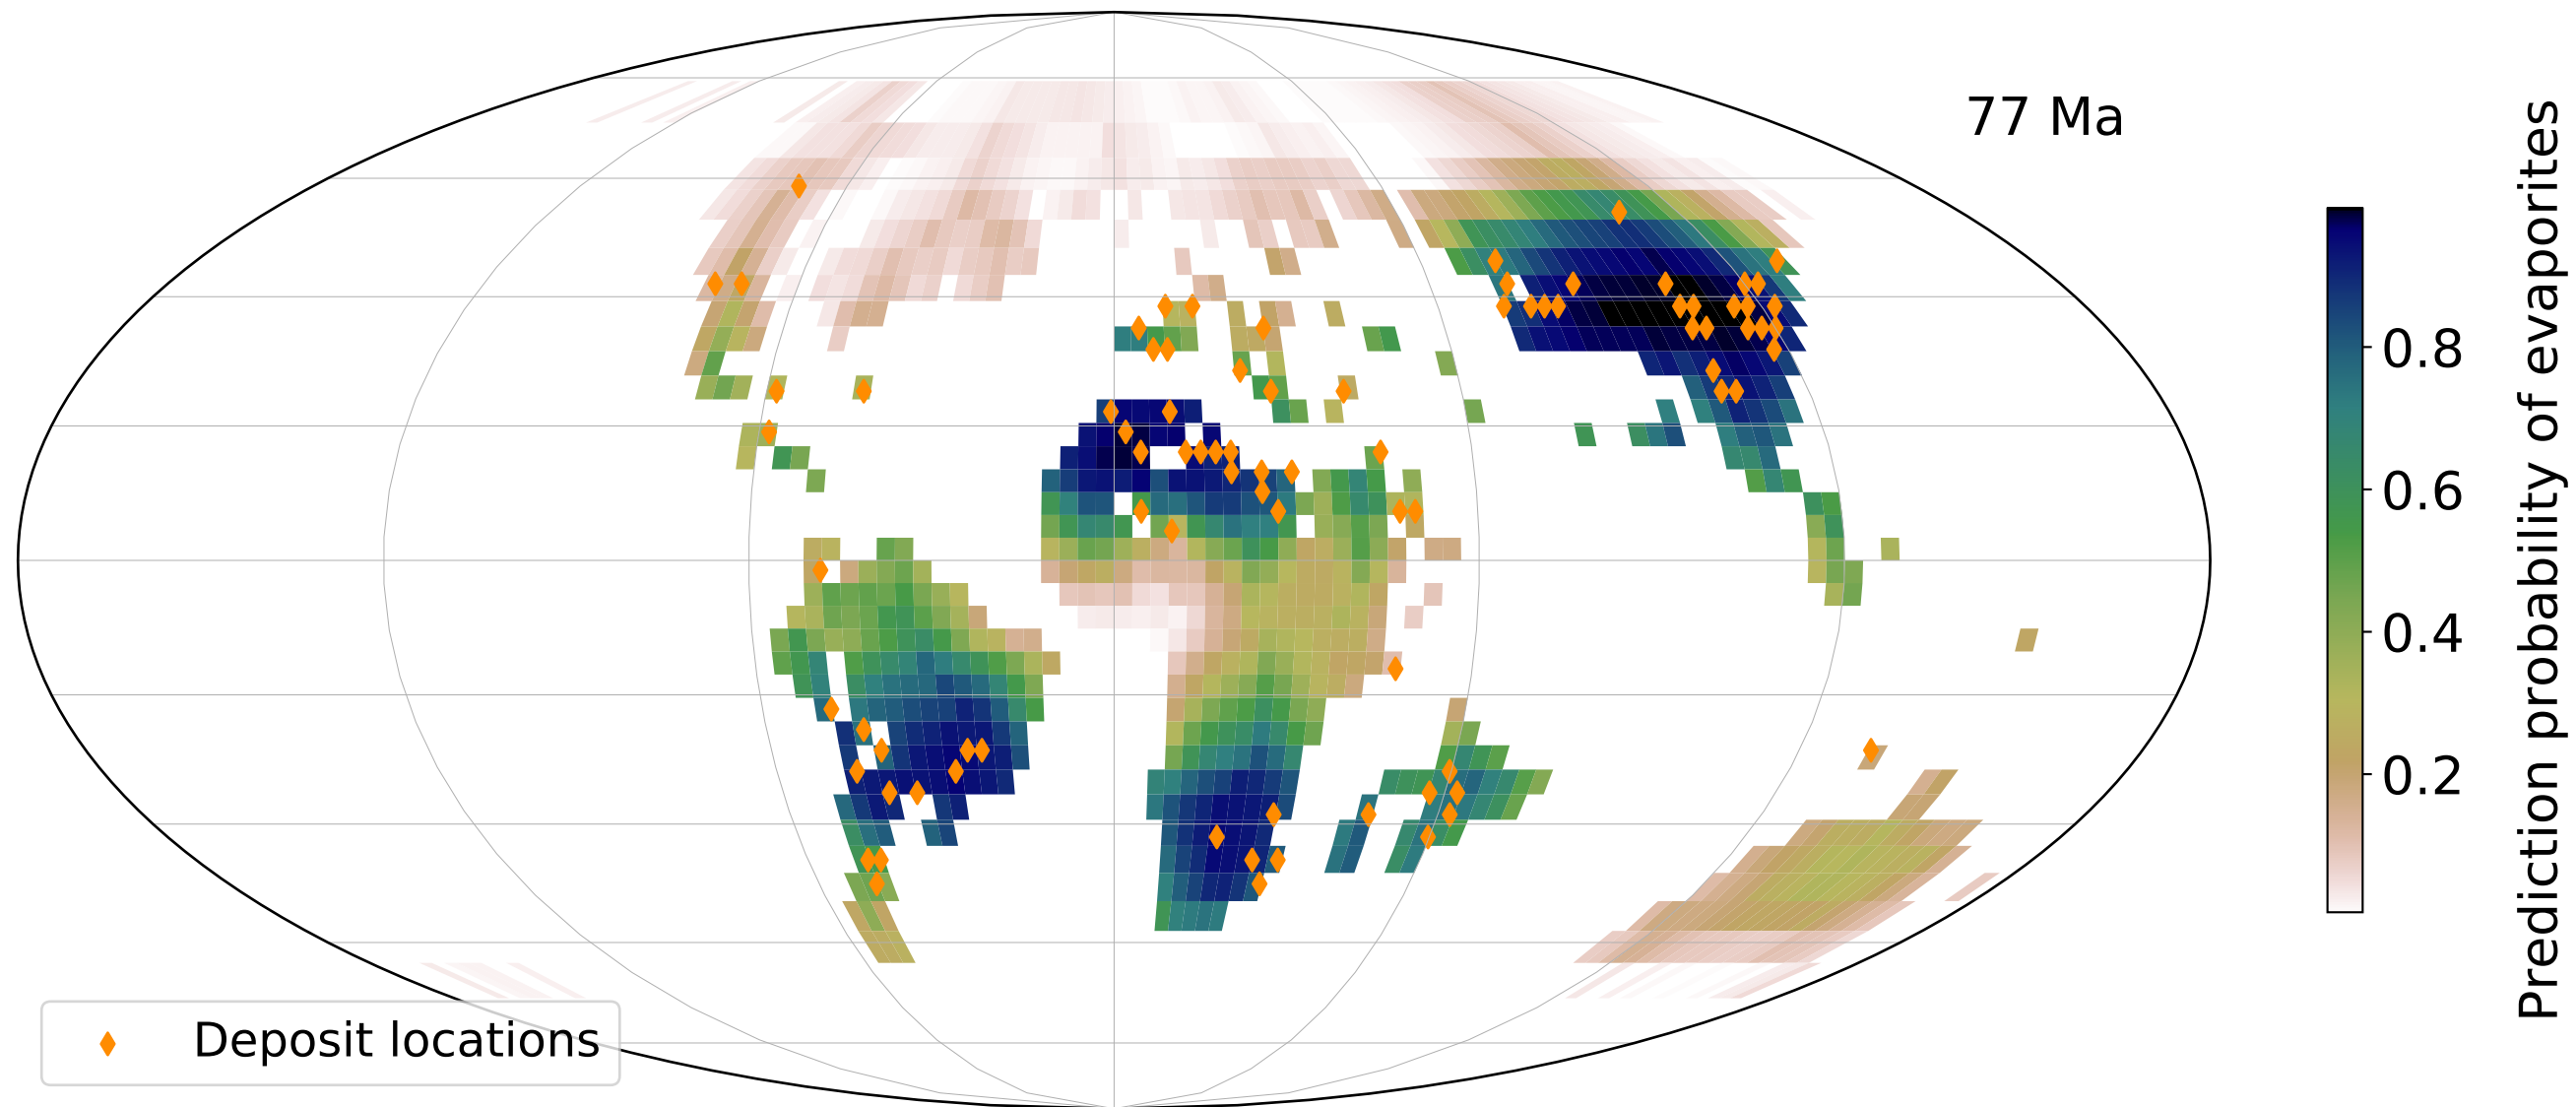 77 Ma
0.8
0.6
0.4
0.2
Prediction probability of evaporites
Deposit locations